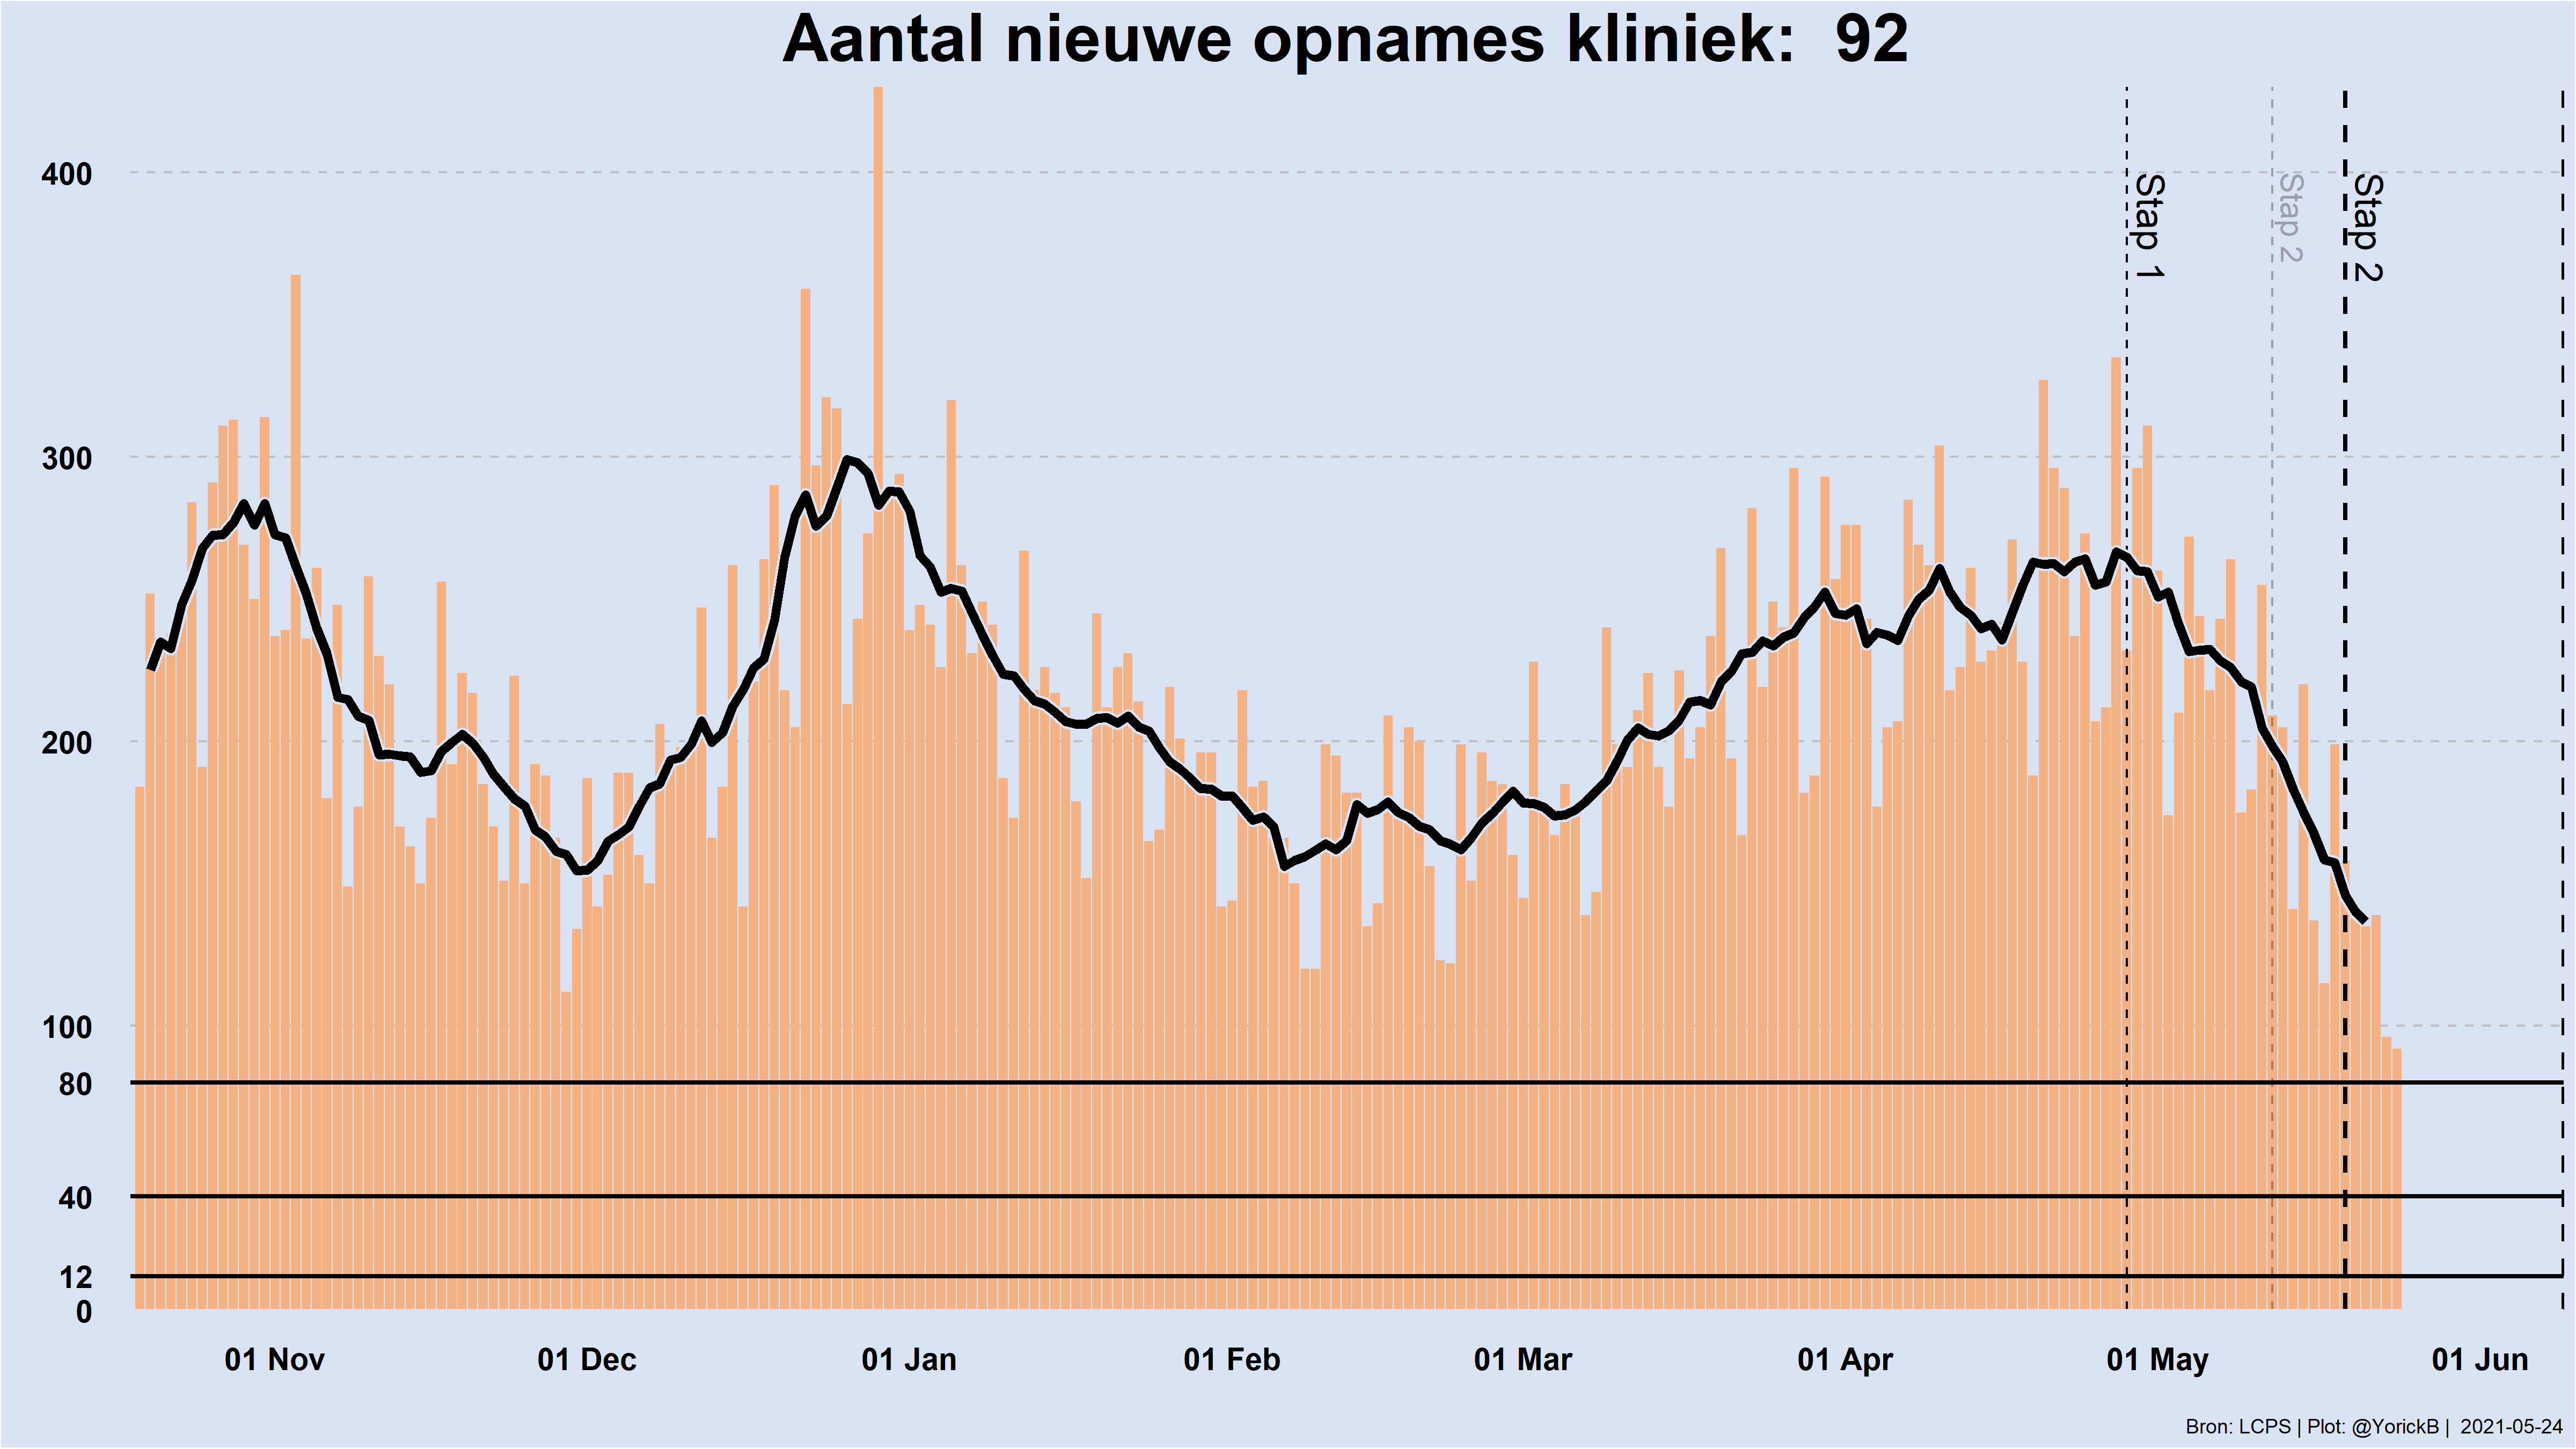 Aantal nieuwe opnames kliniek: 92
400
300
200
100
80
40
12
0
Stap 1
Stap 2
Stap 2
01 Nov
01 Dec
01 Jan
01 Feb
01 Mar
01 Apr
01 May
01 Jun
Bron: LCPS | Plot: @YorickB | 2021-05-24